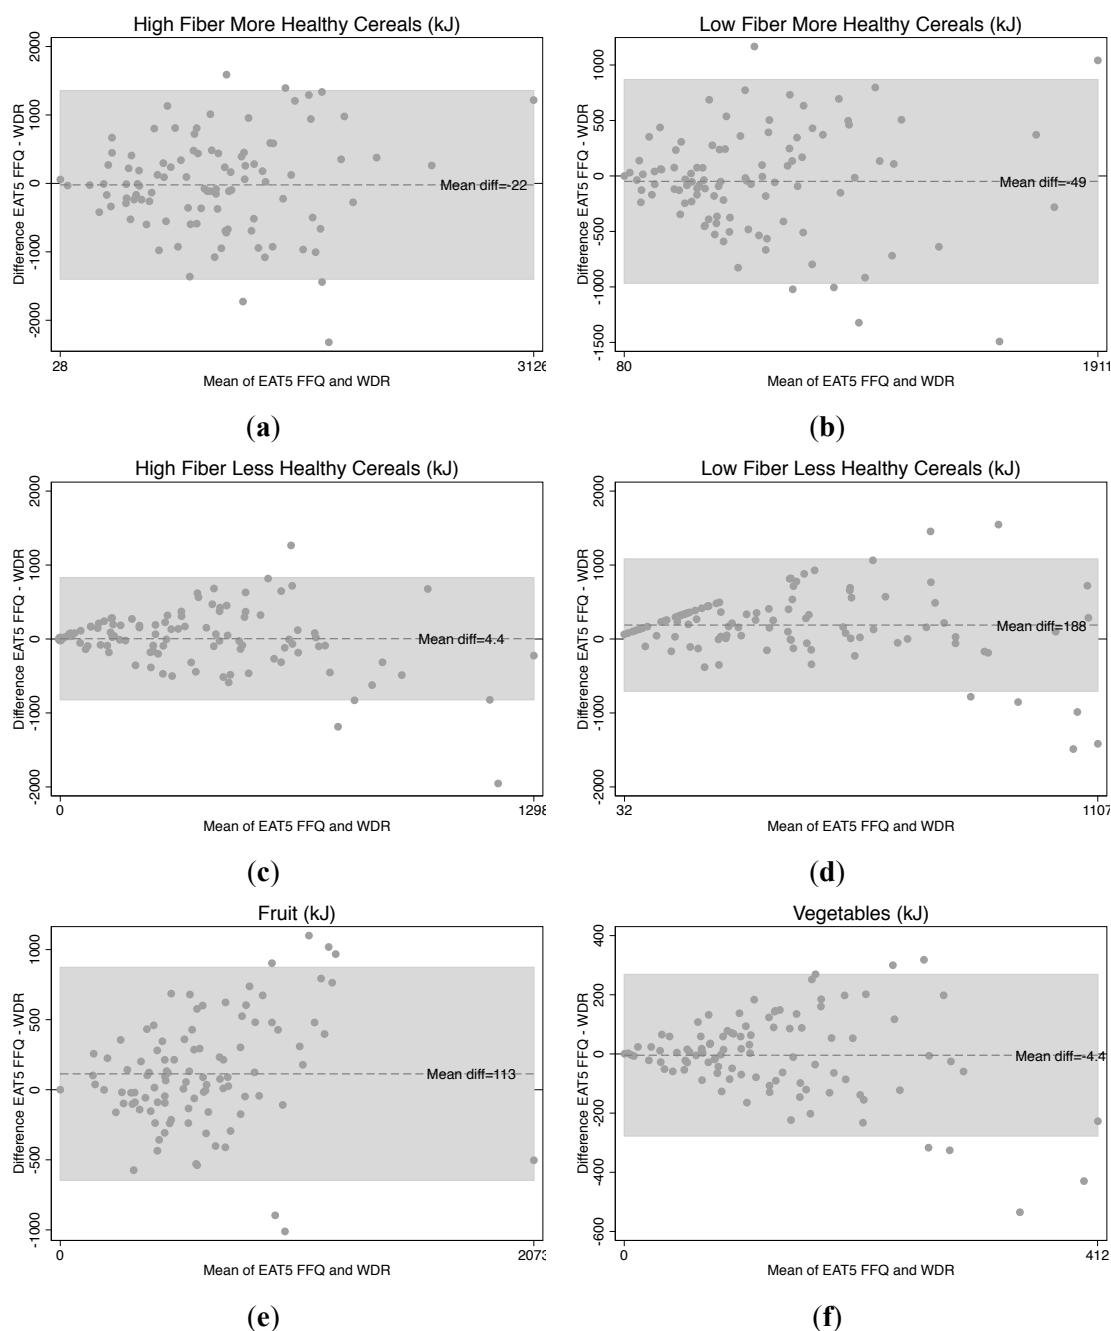 High Fiber More Healthy Cereals (kJ)
Difference EAT5 FFQ - WDR
2000
1000
0
-1000
-2000
Mean diff=-22
28
3126
Mean of EAT5 FFQ and WDR
(a)
Low Fiber More Healthy Cereals (kJ)
Difference EAT5 FFQ - WDR
1000
500
0
-500
-1000
-1500
Mean diff=-49
80
1911
Mean of EAT5 FFQ and WDR
(b)
High Fiber Less Healthy Cereals (kJ)
Difference EAT5 FFQ - WDR
2000
1000
0
-1000
-2000
Mean diff=4.4
0
1298
Mean of EAT5 FFQ and WDR
(c)
Low Fiber Less Healthy Cereals (kJ)
Difference EAT5 FFQ - WDR
2000
1000
0
-1000
-2000
Mean diff=188
32
1107
Mean of EAT5 FFQ and WDR
(d)
Fruit (kJ)
Difference EAT5 FFQ - WDR
1000
500
0
-500
-1000
Mean diff=113
0
2073
Mean of EAT5 FFQ and WDR
(e)
Vegetables (kJ)
Difference EAT5 FFQ - WDR
400
200
0
-200
-400
-600
Mean diff=-4.4
0
412
Mean of EAT5 FFQ and WDR
(f)